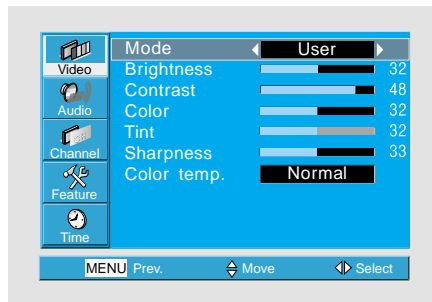 Video
Audio
Channel
Feature
Time
Mode User
Brightness 32
Contrast 48
Color 32
Tint 32
Sharpness 33
Color temp. Normal
MENU Prev. Move Select